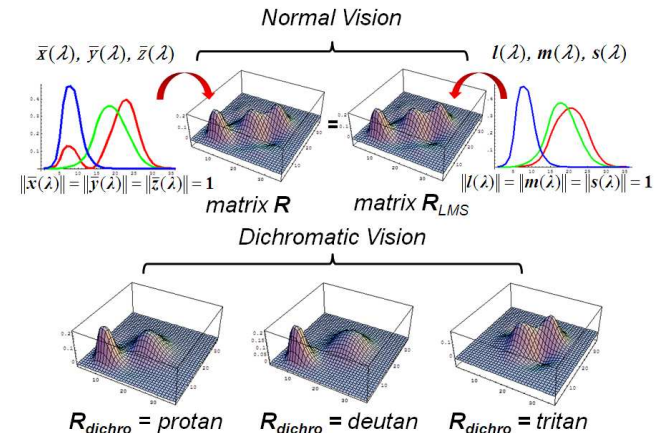 Normal Vision
x̄(λ), ȳ(λ), z̄(λ)
l(λ), m(λ), s(λ)
=
||x̄(λ)|| = ||ȳ(λ)|| = ||z̄(λ)|| = 1
||l(λ)|| = ||m(λ)|| = ||s(λ)|| = 1
matrix R
matrix R_LMS
Dichromatic Vision
R_dichro = protan
R_dichro = deutan
R_dichro = tritan